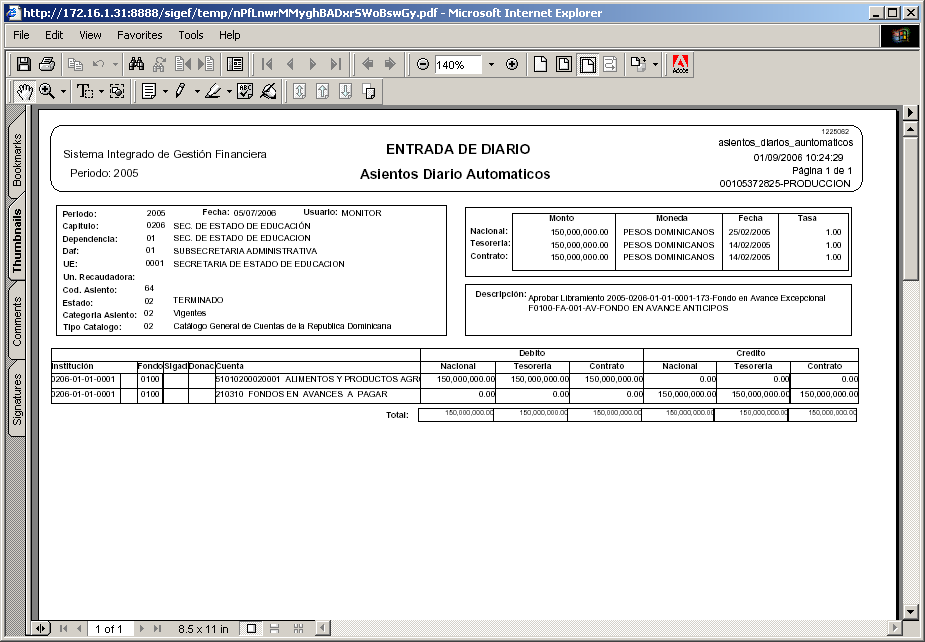 http://172.16.1.31:8888/sigef/temp/nPfLnwrMMyghBADxrSWoBswGy.pdf - Microsoft Internet Explorer
File Edit View Favorites Tools Help
140%
Adobe
ABC
Bookmarks
Thumbnails
Comments
Signatures
1225062
Sistema Integrado de Gestión Financiera
Periodo: 2005
ENTRADA DE DIARIO
Asientos Diario Automaticos
asientos_diarios_auntomaticos
01/09/2006 10:24:29
Página 1 de 1
00105372825-PRODUCCION
Periodo: 2005 Fecha: 05/07/2006 Usuario: MONITOR
Capitulo: 0206 SEC. DE ESTADO DE EDUCACIÓN
Dependencia: 01 SEC. DE ESTADO DE EDUCACION
Daf: 01 SUBSECRETARIA ADMINISTRATIVA
UE: 0001 SECRETARIA DE ESTADO DE EDUCACION
Un. Recaudadora:
Cod. Asiento: 64
Estado: 02 TERMINADO
Categoria Asiento: 02 Vigentes
Tipo Catalogo: 02 Catálogo General de Cuentas de la Republica Dominicana
Monto Moneda Fecha Tasa
Nacional: 150,000,000.00 PESOS DOMINICANOS 25/02/2005 1.00
Tesoreria: 150,000,000.00 PESOS DOMINICANOS 14/02/2005 1.00
Contrato: 150,000,000.00 PESOS DOMINICANOS 14/02/2005 1.00
Descripción: Aprobar Libramiento 2005-0206-01-01-0001-173-Fondo en Avance Excepcional
F0100-FA-001-AV-FONDO EN AVANCE ANTICIPOS
Debito Credito
Institución Fondo Sigad Donac Cuenta Nacional Tesoreria Contrato Nacional Tesoreria Contrato
0206-01-01-0001 0100 51010200020001 ALIMENTOS Y PRODUCTOS AGR 150,000,000.00 150,000,000.00 150,000,000.00 0.00 0.00 0.00
0206-01-01-0001 0100 210310 FONDOS EN AVANCES A PAGAR 0.00 0.00 0.00 150,000,000.00 150,000,000.00 150,000,000.00
Total: 150,000,000.00 150,000,000.00 150,000,000.00 150,000,000.00 150,000,000.00 150,000,000.00
1 of 1 8.5 x 11 in